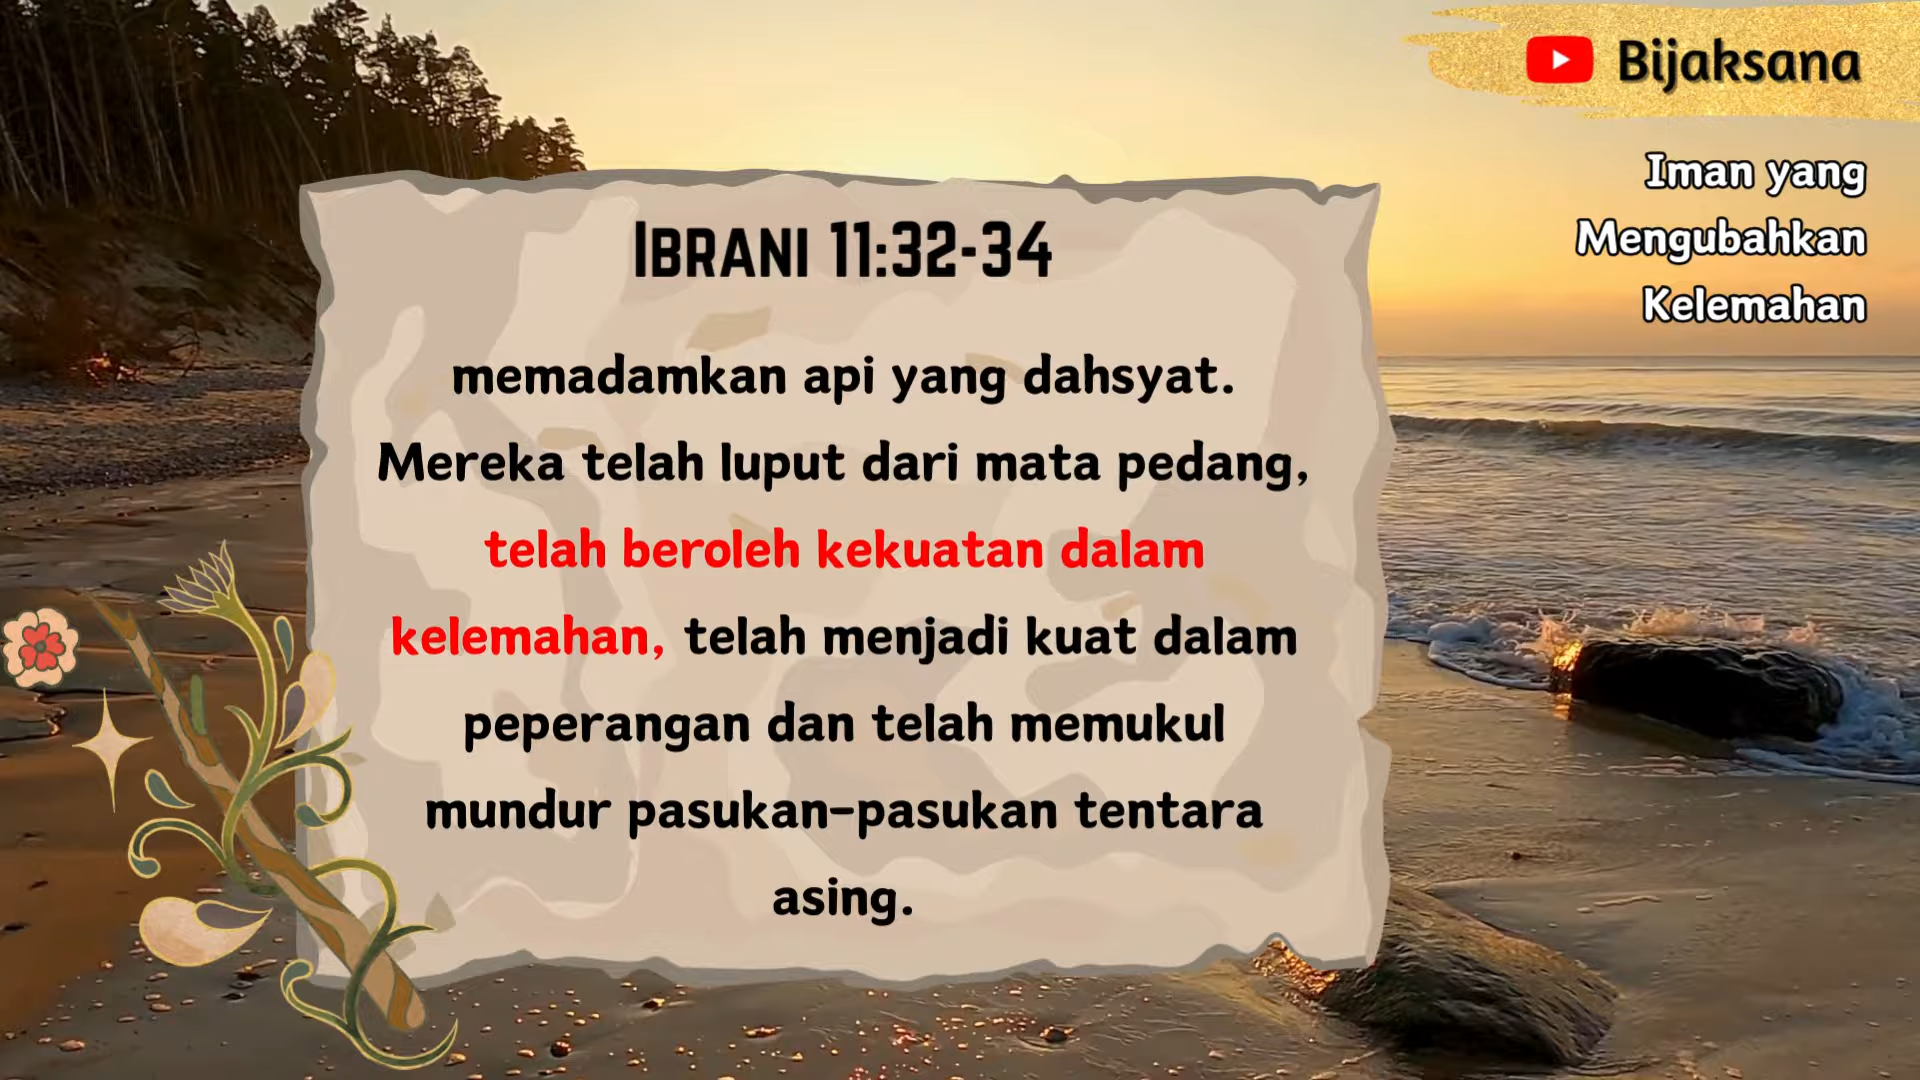 Bijaksana
Iman yang
Mengubahkan
Kelemahan
IBRANI 11:32-34
memadamkan api yang dahsyat.
Mereka telah luput dari mata pedang,
telah beroleh kekuatan dalam
kelemahan, telah menjadi kuat dalam
peperangan dan telah memukul
mundur pasukan-pasukan tentara
asing.